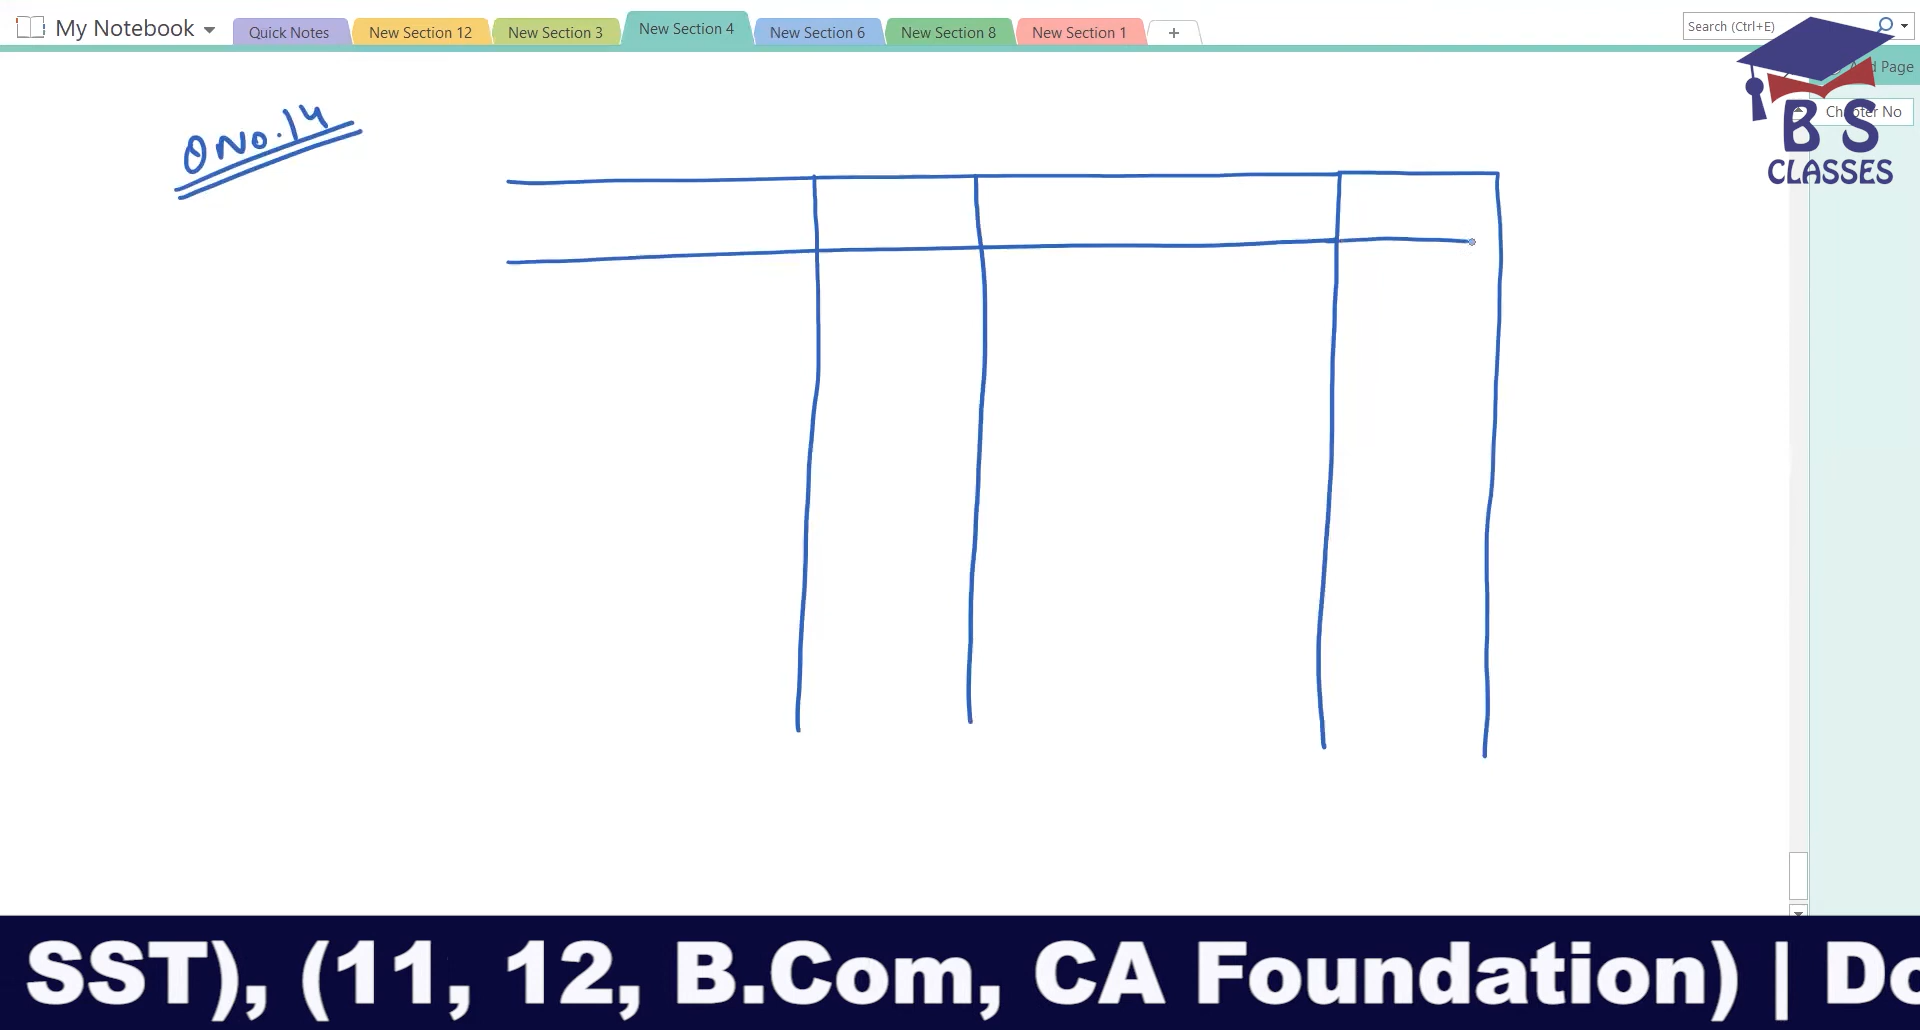 My Notebook
Quick Notes
New Section 12
New Section 3
New Section 4
New Section 6
New Section 8
New Section 1
+
Search (Ctrl+E)
Page
No
BS
CLASSES
Q No. 14
SST), (11, 12, B.Com, CA Foundation) | Do